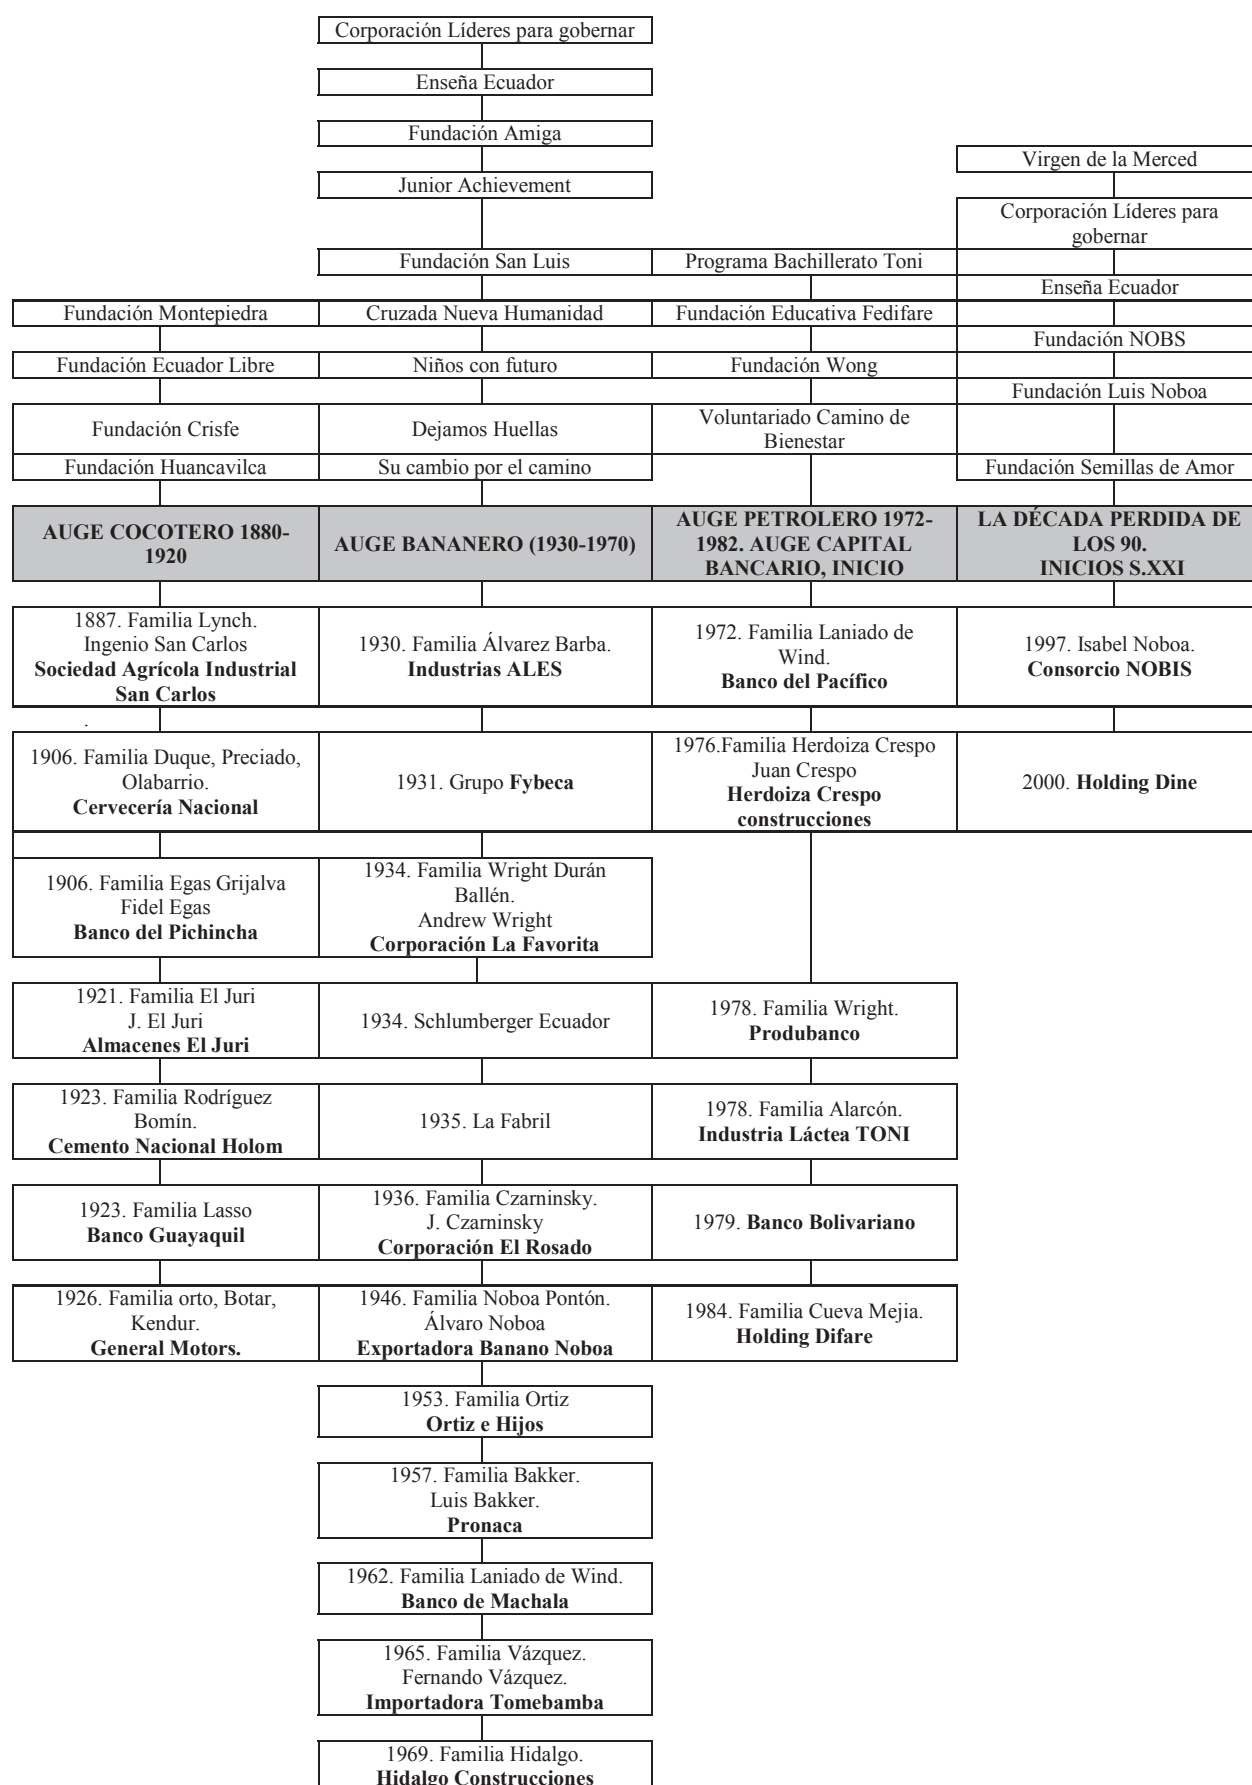 Corporación Líderes para gobernar
Enseña Ecuador
Fundación Amiga
Virgen de la Merced
Junior Achievement
Corporación Líderes para
gobernar
Fundación San Luis
Programa Bachillerato Toni
Enseña Ecuador
Fundación Montepiedra
Cruzada Nueva Humanidad
Fundación Educativa Fedifare
Fundación NOBS
Fundación Ecuador Libre
Niños con futuro
Fundación Wong
Fundación Luis Noboa
Fundación Crisfe
Dejamos Huellas
Voluntariado Camino de
Bienestar
Fundación Huancavilca
Su cambio por el camino
Fundación Semillas de Amor
AUGE COCOTERO 1880-
1920
AUGE BANANERO (1930-1970)
AUGE PETROLERO 1972-
1982. AUGE CAPITAL
BANCARIO, INICIO
LA DÉCADA PERDIDA DE
LOS 90.
INICIOS S.XXI
1887. Familia Lynch.
Ingenio San Carlos
Sociedad Agrícola Industrial
San Carlos
.
1930. Familia Álvarez Barba.
Industrias ALES
1972. Familia Laniado de
Wind.
Banco del Pacífico
1997. Isabel Noboa.
Consorcio NOBIS
1906. Familia Duque, Preciado,
Olabarrio.
Cervecería Nacional
1931. Grupo Fybeca
1976.Familia Herdoiza Crespo
Juan Crespo
Herdoiza Crespo
construcciones
2000. Holding Dine
1906. Familia Egas Grijalva
Fidel Egas
Banco del Pichincha
1934. Familia Wright Durán
Ballén.
Andrew Wright
Corporación La Favorita
1921. Familia El Juri
J. El Juri
Almacenes El Juri
1934. Schlumberger Ecuador
1978. Familia Wright.
Produbanco
1923. Familia Rodríguez
Bomín.
Cemento Nacional Holom
1935. La Fabril
1978. Familia Alarcón.
Industria Láctea TONI
1923. Familia Lasso
Banco Guayaquil
1936. Familia Czarninsky.
J. Czarninsky
Corporación El Rosado
1979. Banco Bolivariano
1926. Familia orto, Botar,
Kendur.
General Motors.
1946. Familia Noboa Pontón.
Álvaro Noboa
Exportadora Banano Noboa
1984. Familia Cueva Mejia.
Holding Difare
1953. Familia Ortiz
Ortiz e Hijos
1957. Familia Bakker.
Luis Bakker.
Pronaca
1962. Familia Laniado de Wind.
Banco de Machala
1965. Familia Vázquez.
Fernando Vázquez.
Importadora Tomebamba
1969. Familia Hidalgo.
Hidalgo Construcciones